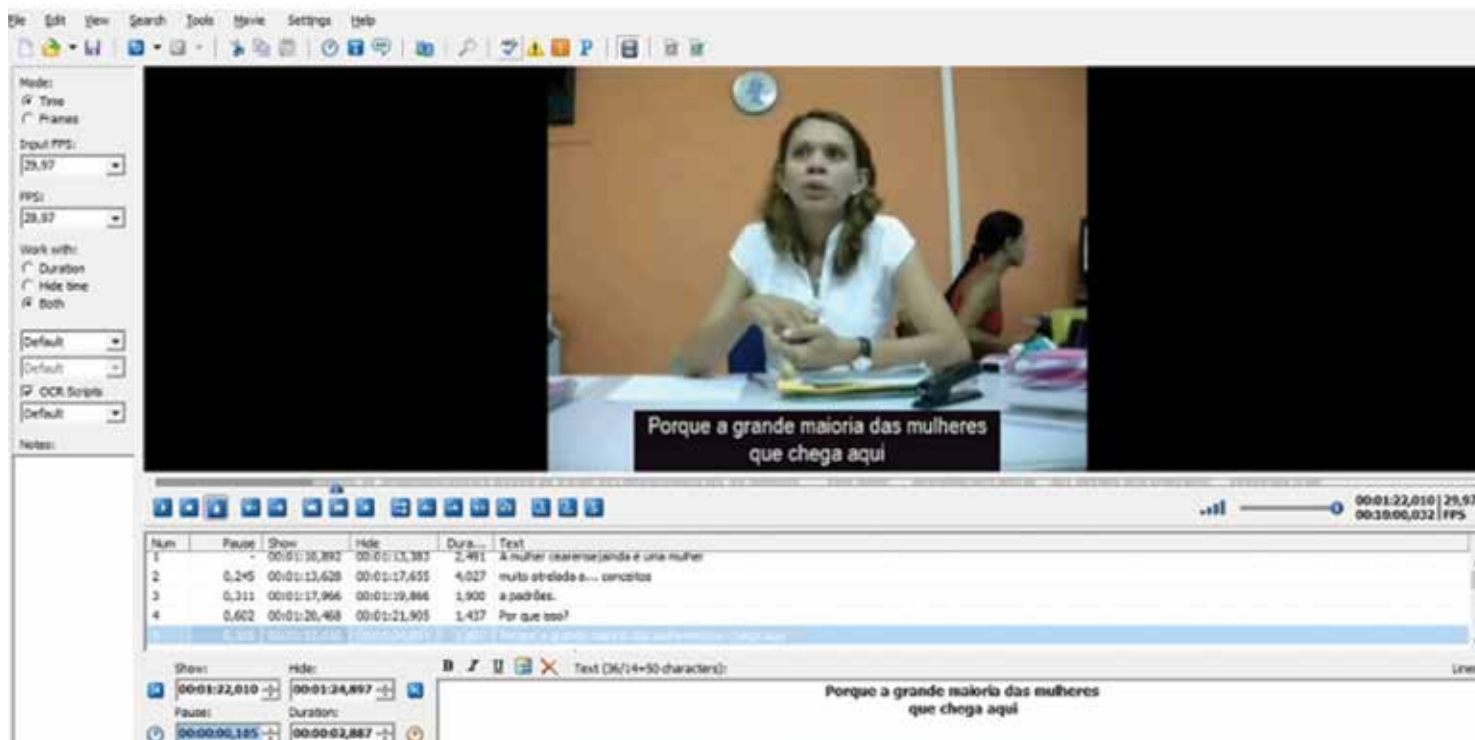 File Edit View Search Tools Movie Settings Help
Mode:
Time
Frames
Input FPS:
29,97
FPS:
29,97
Work with:
Duration
Hide time
Both
Default
Default
OCR Scripts
Default
Notes:
Porque a grande maioria das mulheres
que chega aqui
00:01:22,010 29,97
00:10:00,032 FPS
Num Pause Show Hide Dura... Text
1 - 00:01:10,892 00:01:13,383 2,491 A mulher cearense|ainda é uma mulher
2 0,245 00:01:13,628 00:01:17,655 4,027 muito atrelada a... conceitos
3 0,311 00:01:17,966 00:01:19,866 1,900 a padrões.
4 0,602 00:01:20,468 00:01:21,905 1,437 Por que isso?
Show: Hide:
B I U Text (36/14=50 characters):
00:01:22,010 00:01:24,897
Porque a grande maioria das mulheres
que chega aqui
Pause: Duration:
00:00:00,105 00:00:02,887